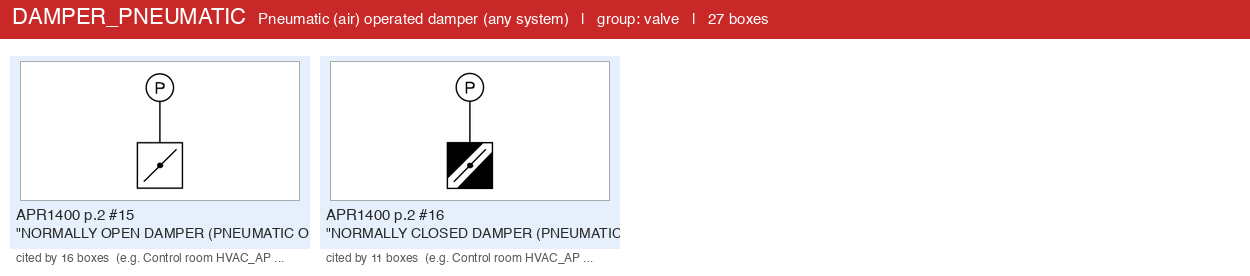 DAMPER_PNEUMATIC Pneumatic (air) operated damper (any system) | group: valve | 27 boxes
P P
APR1400 p.2 #15 APR1400 p.2 #16
"NORMALLY OPEN DAMPER (PNEUMATIC O "NORMALLY CLOSED DAMPER (PNEUMATIC
cited by 16 boxes (e.g. Control room HVAC_AP ... cited by 11 boxes (e.g. Control room HVAC_AP ...